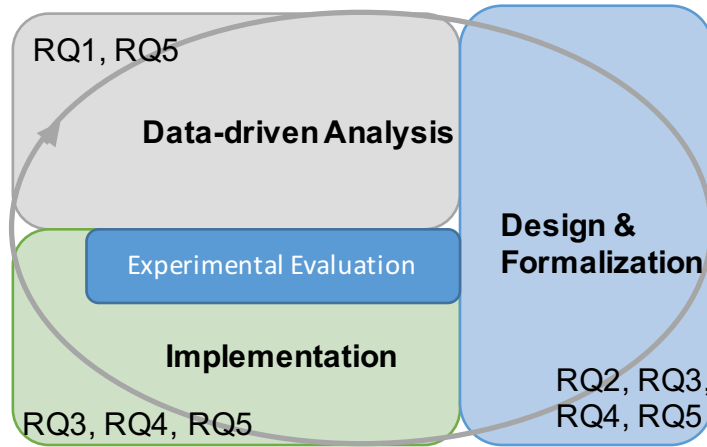 RQ1, RQ5
Data-driven Analysis
Design &
Formalization
Experimental Evaluation
Implementation
RQ2, RQ3,
RQ4, RQ5
RQ3, RQ4, RQ5